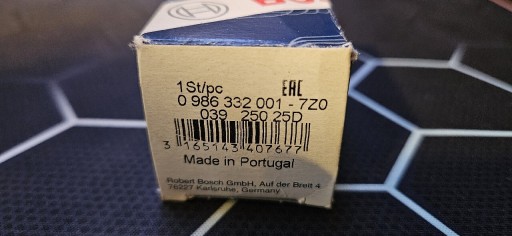 1St/pc EAC
0 986 332 001 - 7Z0
039 250 25D
3 165143 407677
Made in Portugal
Robert Bosch GmbH, Auf der Breit 4
76227 Karlsruhe, Germany